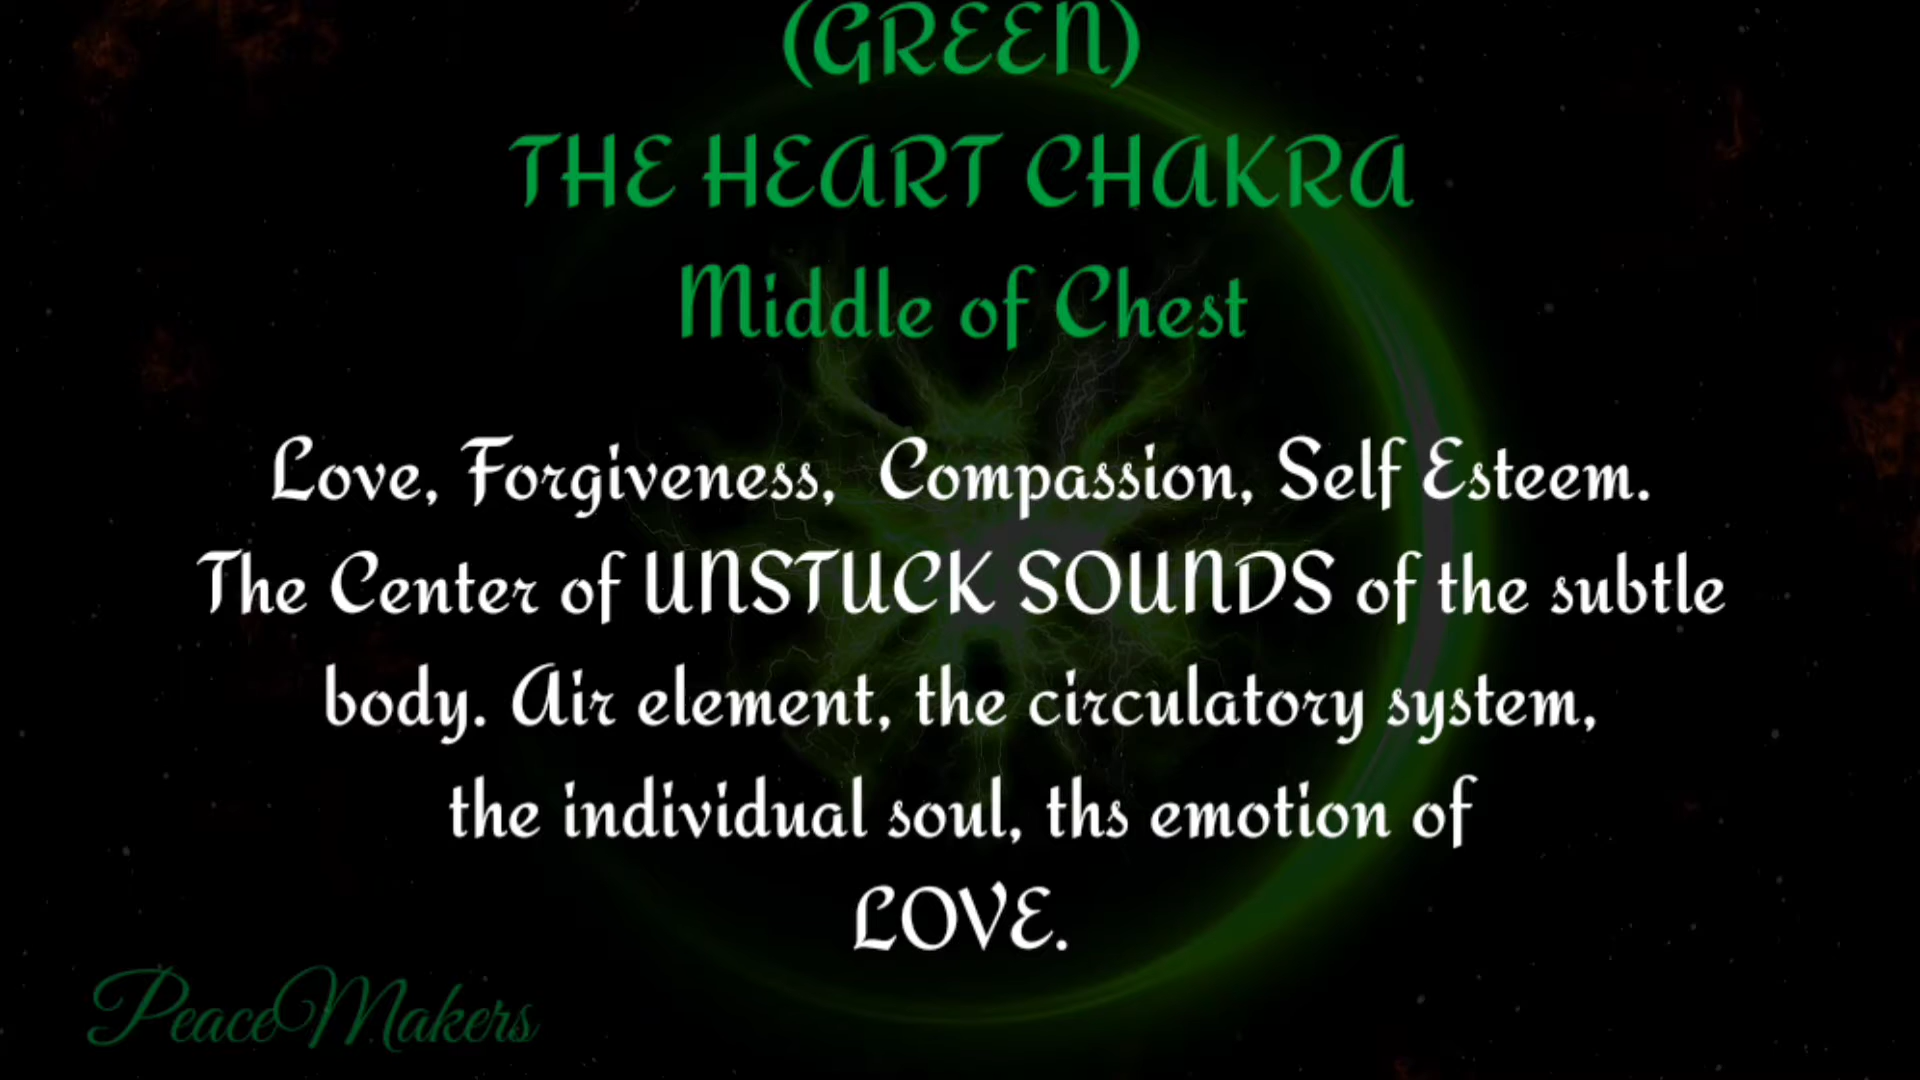 (GREEN)
THE HEART CHAKRA
Middle of Chest
Love, Forgiveness, Compassion, Self Esteem.
The Center of UNSTUCK SOUNDS of the subtle
body. Air element, the circulatory system,
the individual soul, ths emotion of
LOVE.
PeaceMakers